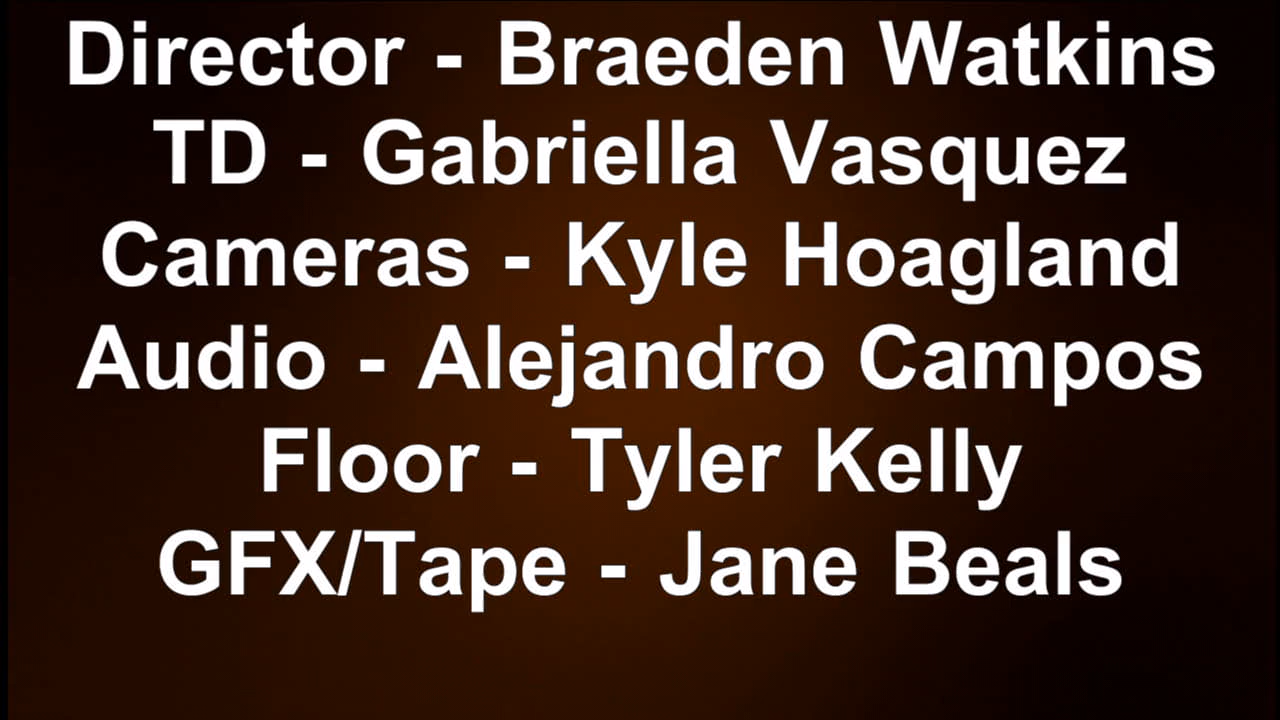 Director - Braeden Watkins
TD - Gabriella Vasquez
Cameras - Kyle Hoagland
Audio - Alejandro Campos
Floor - Tyler Kelly
GFX/Tape - Jane Beals